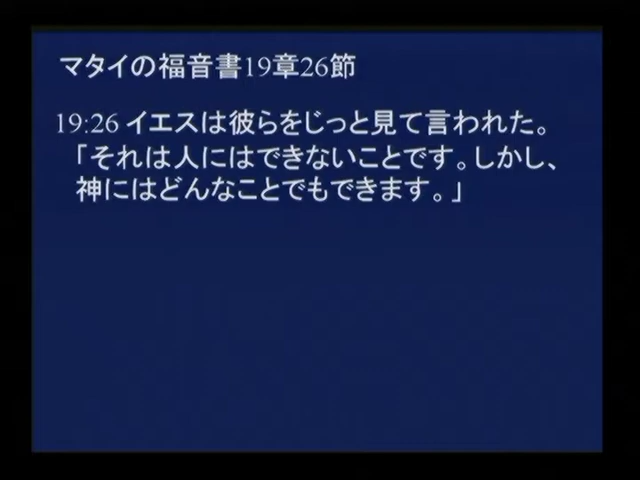 マタイの福音書19章26節
19:26 イエスは彼らをじっと見て言われた。
「それは人にはできないことです。しかし、
神にはどんなことでもできます。」